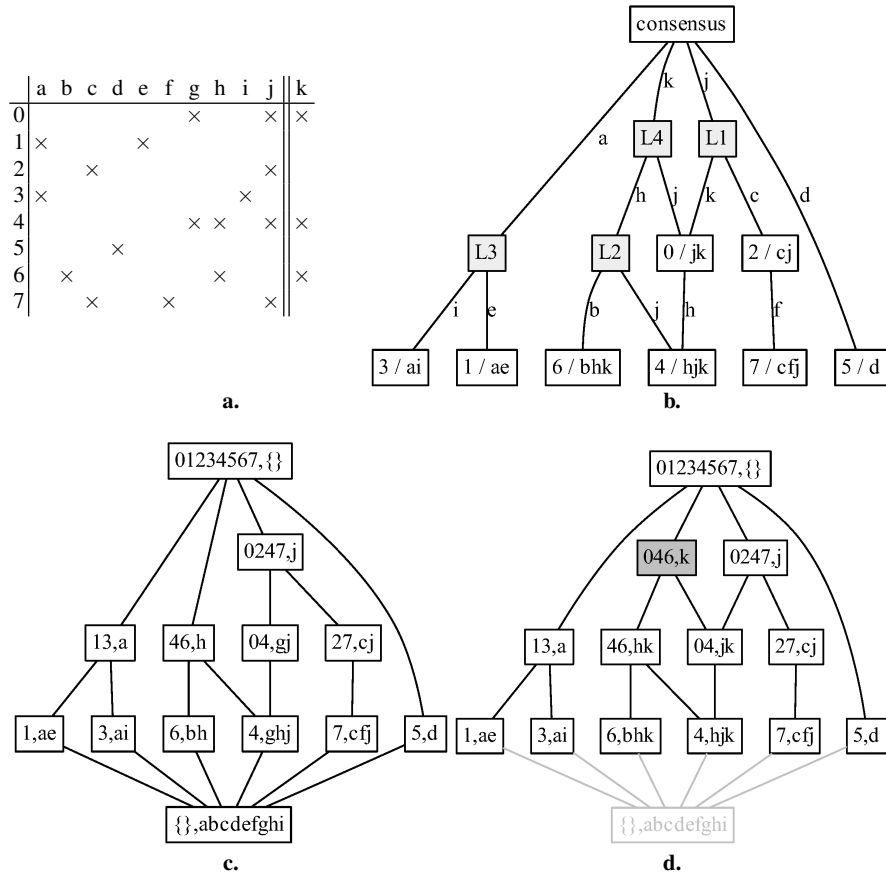 a b c d e f g h i j k
0 × × ×
1 × ×
2 × ×
3 × ×
4 × × × ×
5 ×
6 × × ×
7 × × ×
a.
consensus
k j
a
L4 L1
h j k c d
L3 L2 0 / jk 2 / cj
i e b j h f
3 / ai 1 / ae 6 / bhk 4 / hjk 7 / cfj 5 / d
b.
01234567,{}
0247,j
13,a 46,h 04,gj 27,cj
1,ae 3,ai 6,bh 4,ghj 7,cfj 5,d
{},abcdefghi
c.
01234567,{}
046,k 0247,j
13,a 46,hk 04,jk 27,cj
1,ae 3,ai 6,bhk 4,hjk 7,cfj 5,d
{},abcdefghi
d.